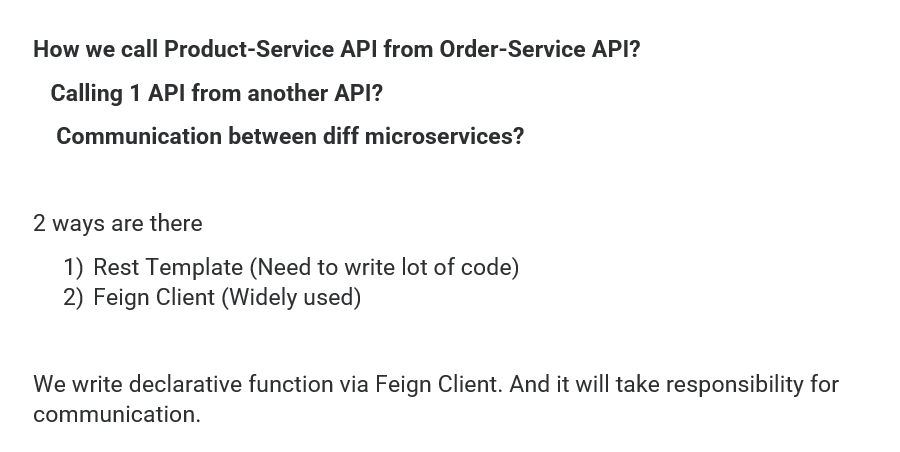 How we call Product-Service API from Order-Service API?
Calling 1 API from another API?
Communication between diff microservices?
2 ways are there
1) Rest Template (Need to write lot of code)
2) Feign Client (Widely used)
We write declarative function via Feign Client. And it will take responsibility for
communication.